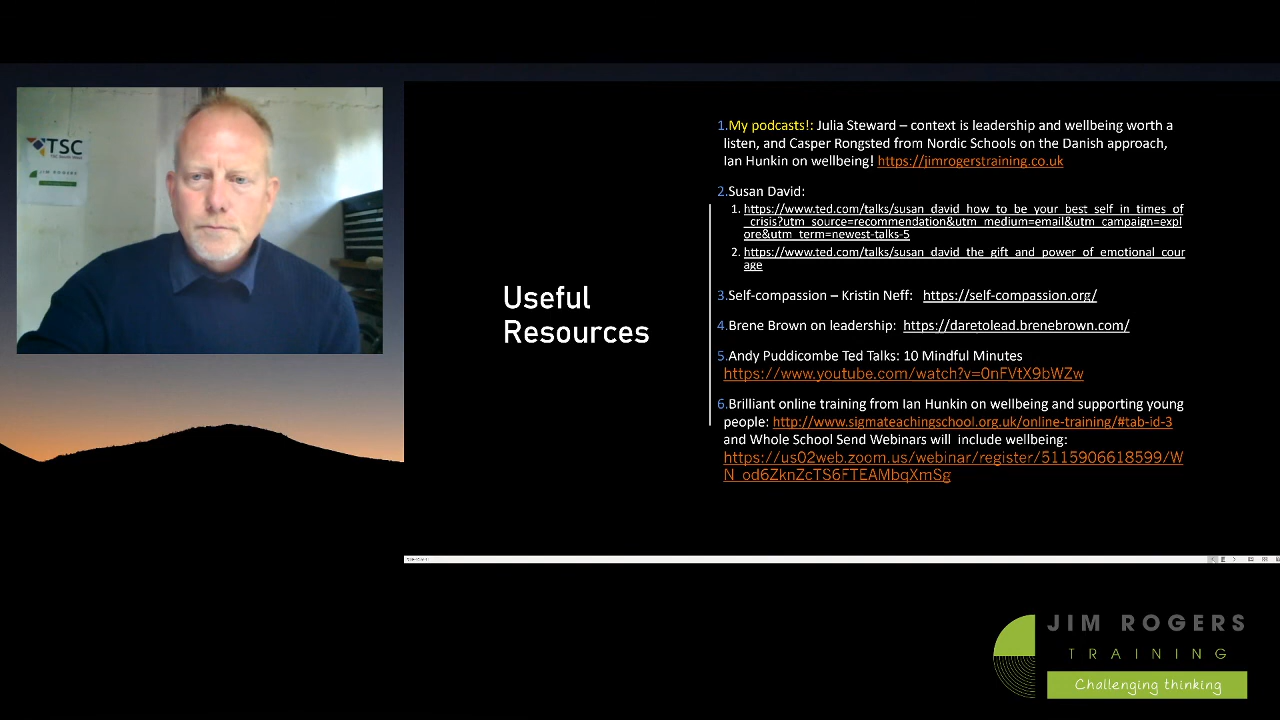 TSC
JIM ROGERS
Useful
Resources
1.My podcasts!: Julia Steward – context is leadership and wellbeing worth a
listen, and Casper Rongsted from Nordic Schools on the Danish approach,
Ian Hunkin on wellbeing! https://jimrogerstraining.co.uk
2.Susan David:
1. https://www.ted.com/talks/susan_david_how_to_be_your_best_self_in_times_of
_crisis?utm_source=recommendation&utm_medium=email&utm_campaign=expl
ore&utm_term=newest-talks-5
2. https://www.ted.com/talks/susan_david_the_gift_and_power_of_emotional_cour
age
3.Self-compassion – Kristin Neff: https://self-compassion.org/
4.Brene Brown on leadership: https://daretolead.brenebrown.com/
5.Andy Puddicombe Ted Talks: 10 Mindful Minutes
https://www.youtube.com/watch?v=0nFVtX9bWZw
6.Brilliant online training from Ian Hunkin on wellbeing and supporting young
people: http://www.sigmateachingschool.org.uk/online-training/#tab-id-3
and Whole School Send Webinars will include wellbeing:
https://us02web.zoom.us/webinar/register/5115906618599/W
N_od6ZknZcTS6FTEAMbqXmSg
JIM ROGERS
TRAINING
Challenging thinking